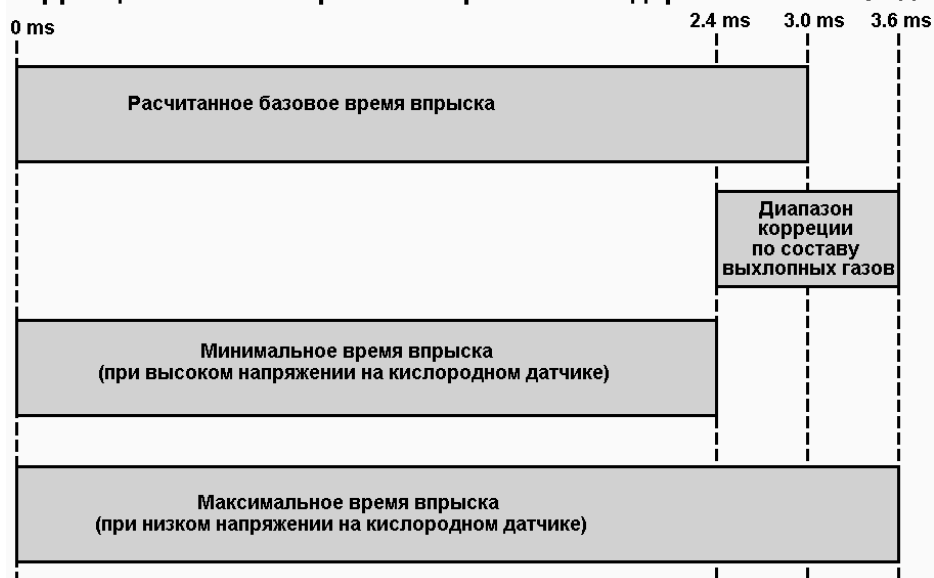 0 ms
2.4 ms 3.0 ms 3.6 ms
Расчитанное базовое время впрыска
Диапазон
корреции
по составу
выхлопных газов
Минимальное время впрыска
(при высоком напряжении на кислородном датчике)
Максимальное время впрыска
(при низком напряжении на кислородном датчике)